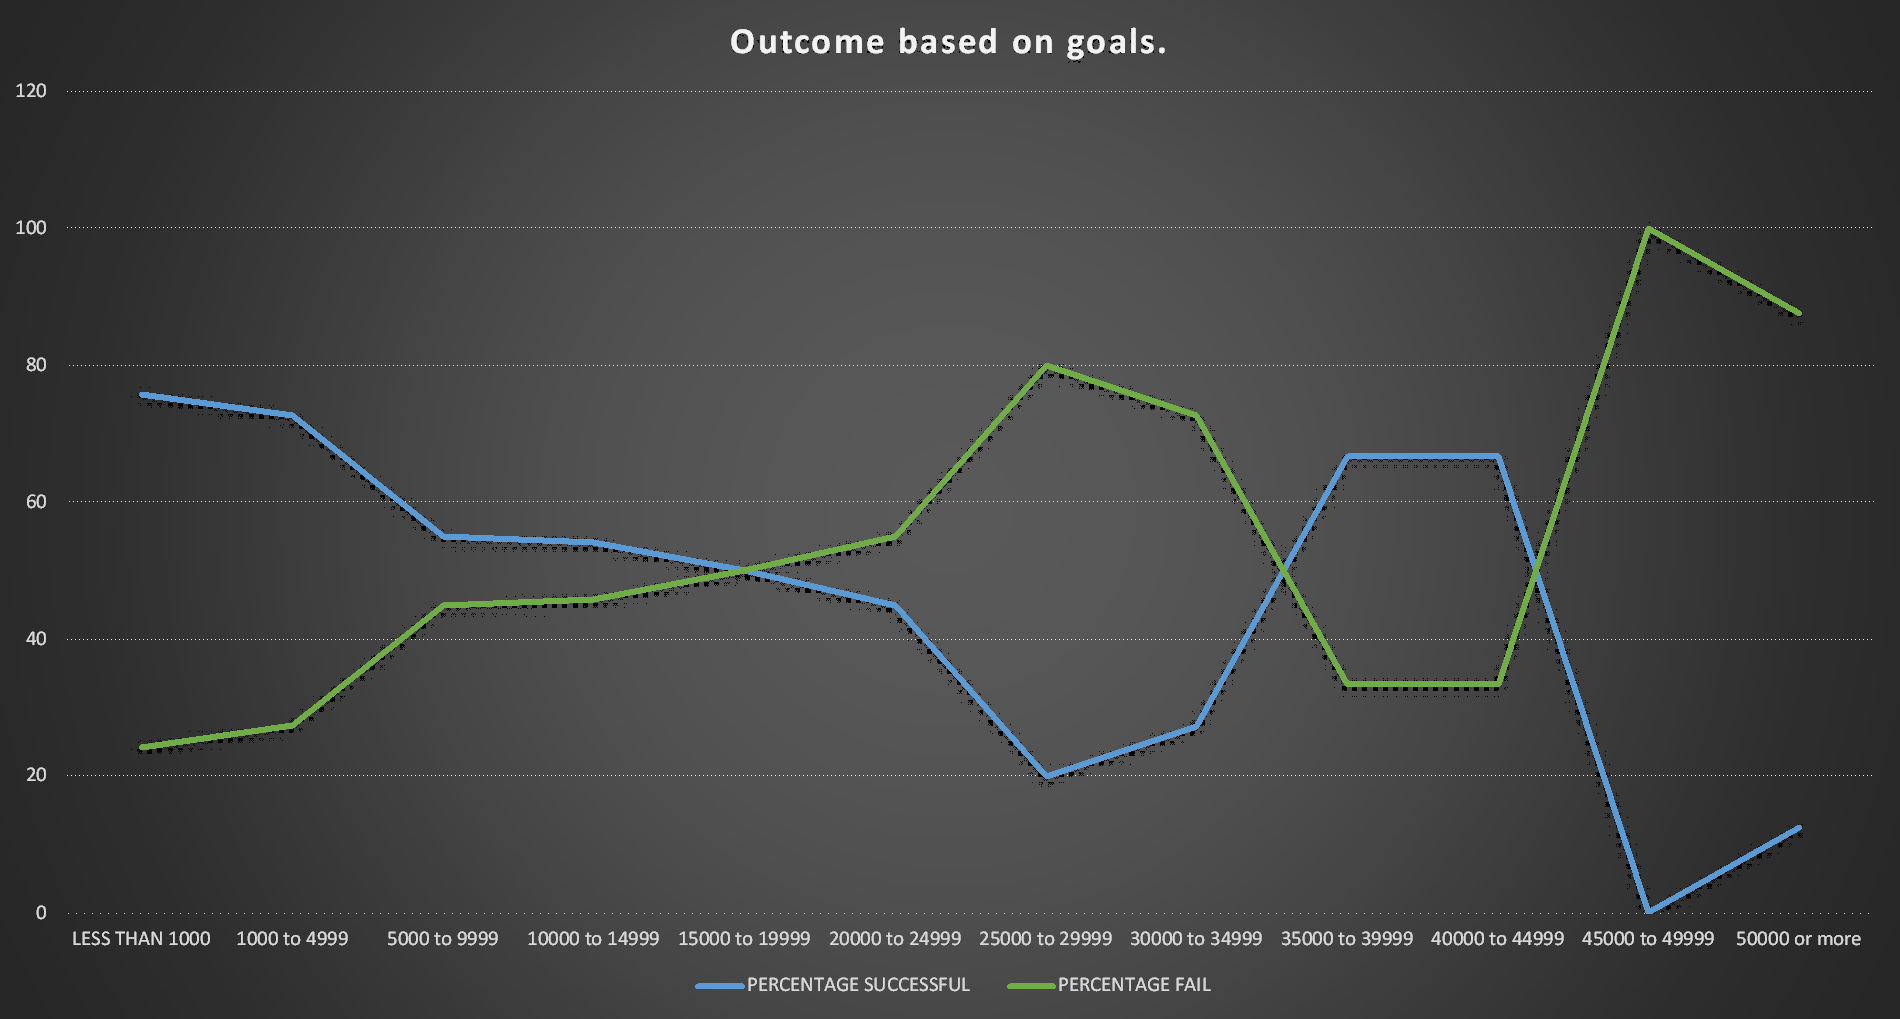 Outcome based on goals.
120
100
80
60
40
20
0
LESS THAN 1000 1000 to 4999 5000 to 9999 10000 to 14999 15000 to 19999 20000 to 24999 25000 to 29999 30000 to 34999 35000 to 39999 40000 to 44999 45000 to 49999 50000 or more
PERCENTAGE SUCCESSFUL PERCENTAGE FAIL